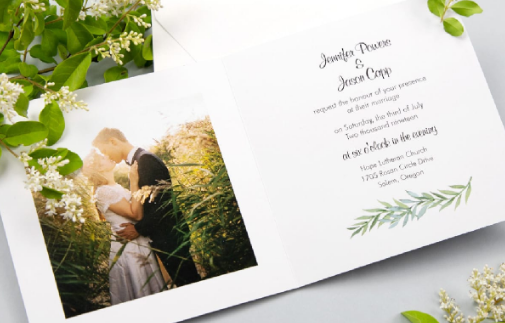 Jennifer Powers
&
Jason Capp
request the honour of your presence
at their marriage
on Saturday, the third of July
Two thousand nineteen
at six o'clock in the evening
Hope Lutheran Church
1705 Rosan Circle Drive
Salem, Oregon